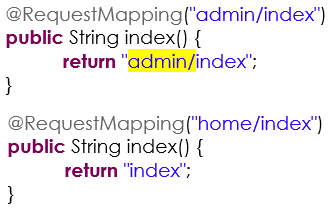 @RequestMapping("admin/index")
public String index() {
return "admin/index";
}
@RequestMapping("home/index")
public String index() {
return "index";
}